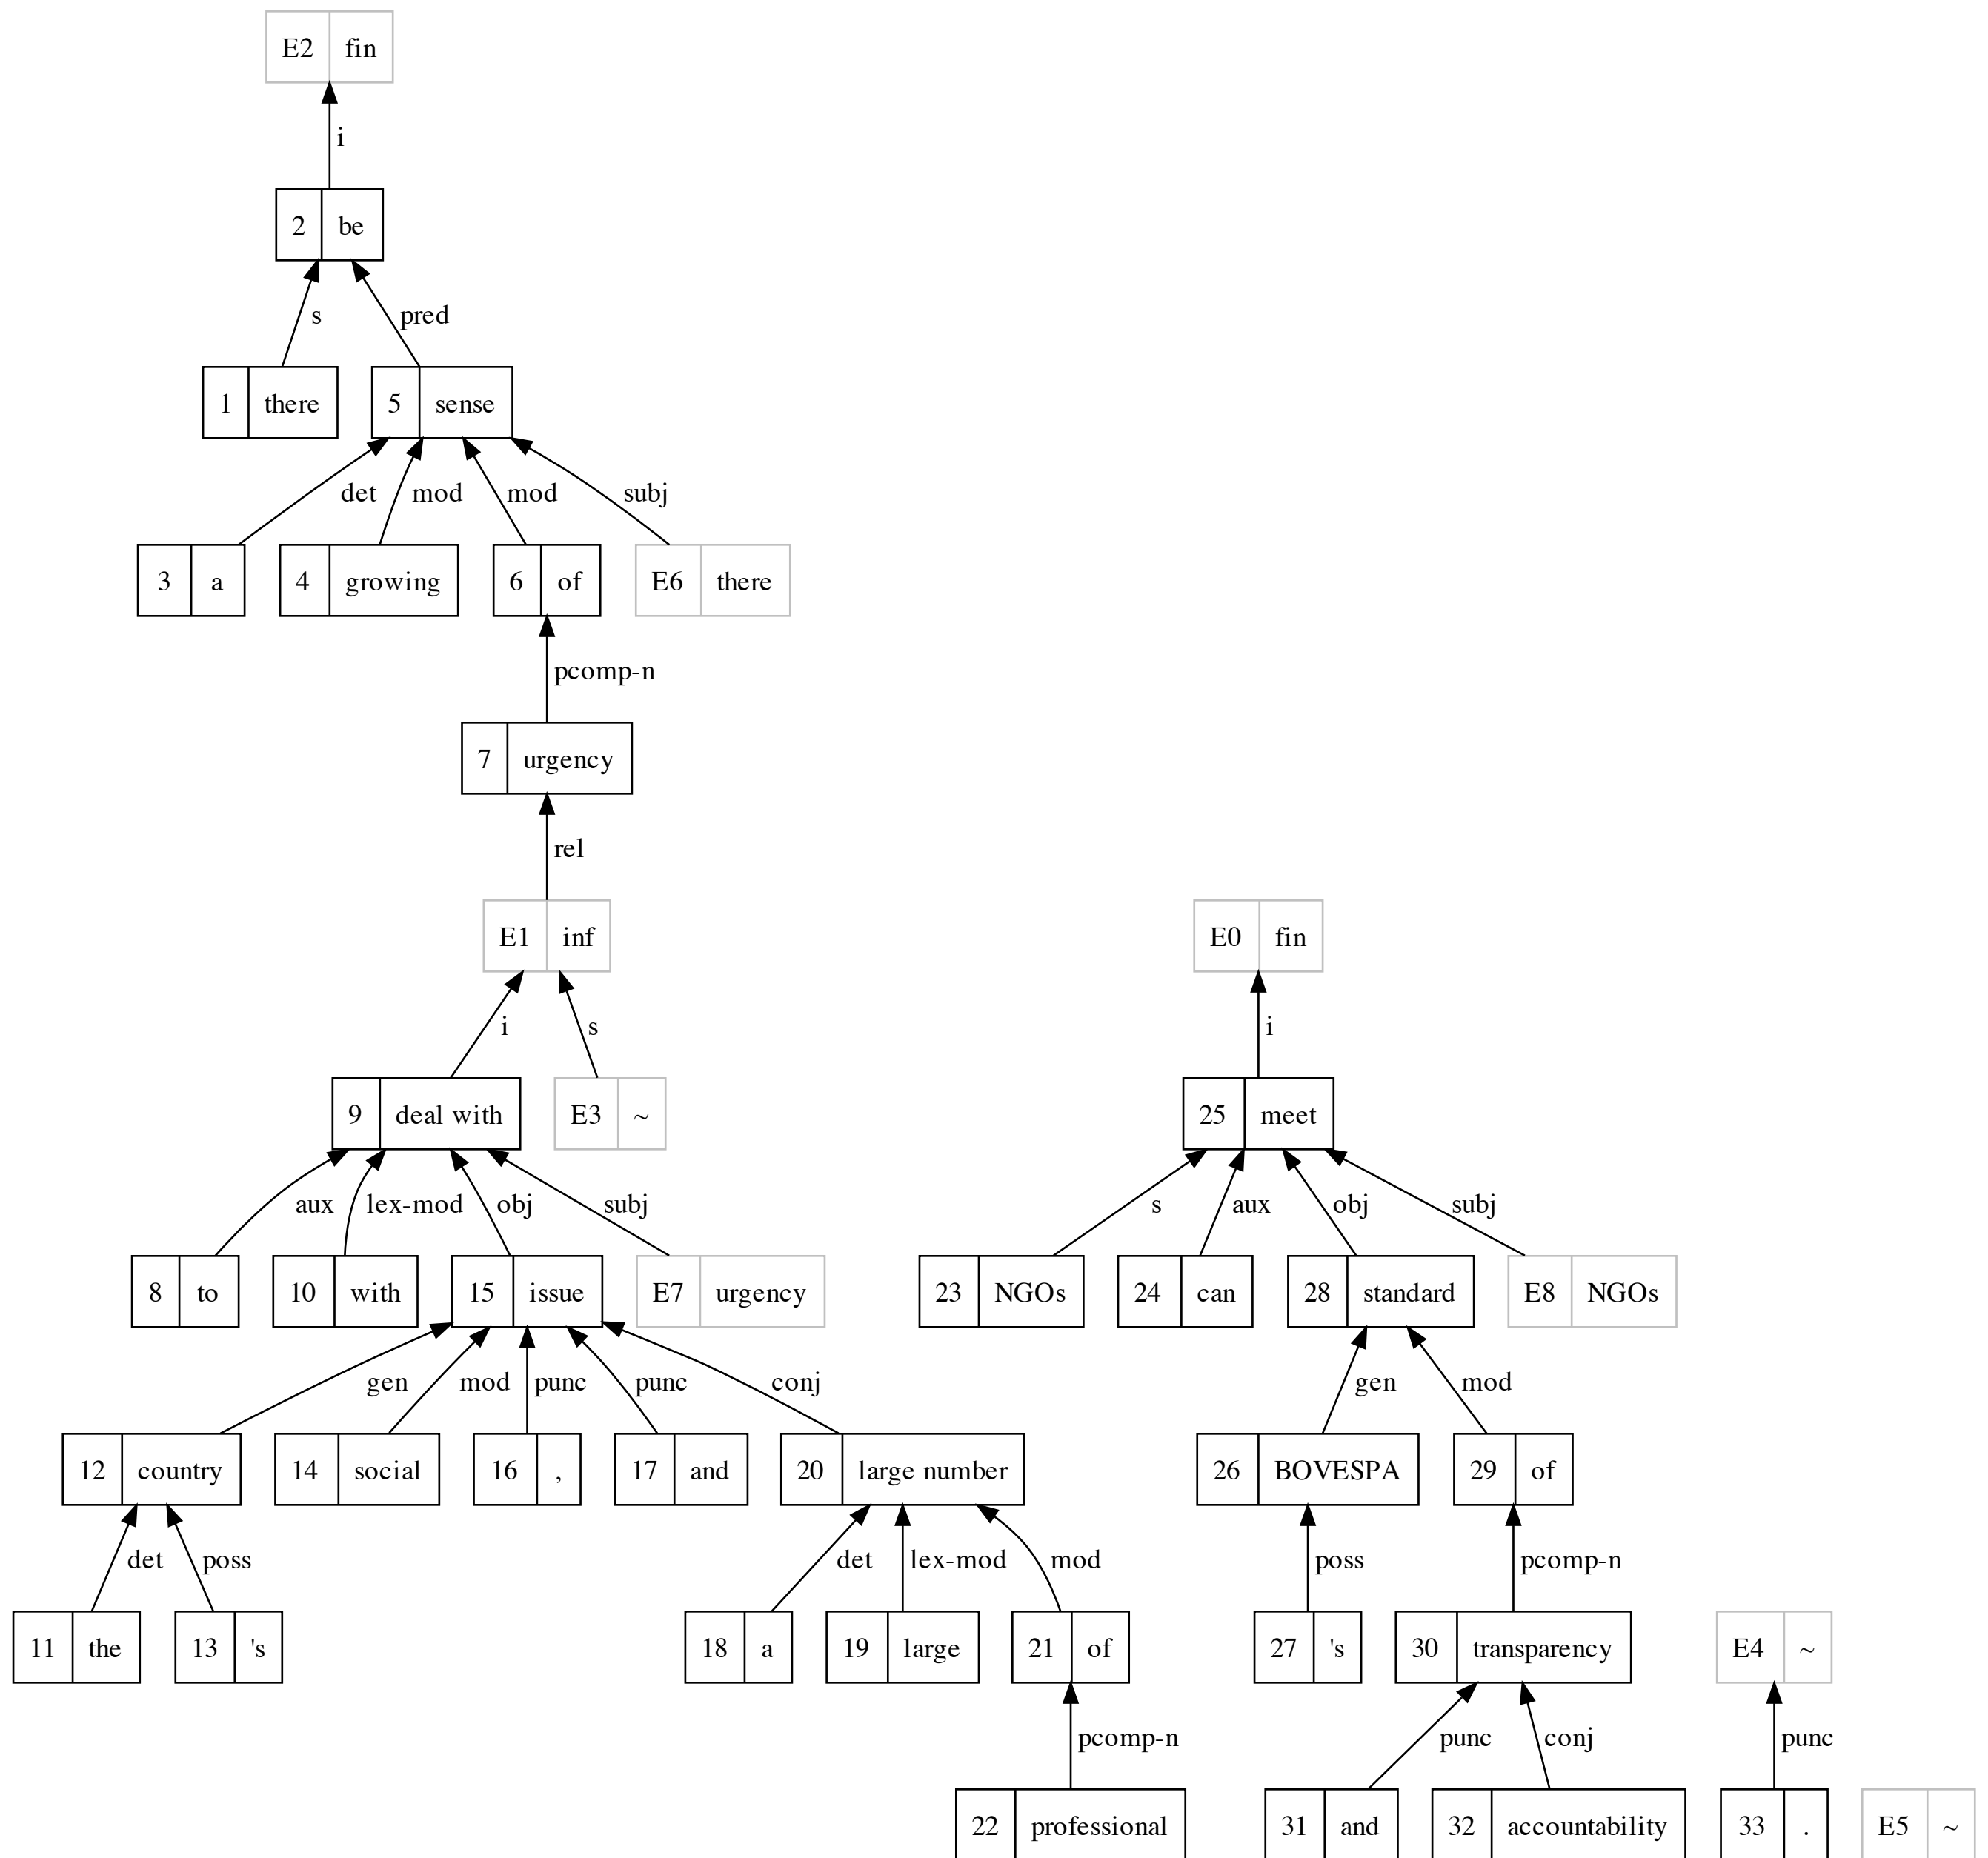 E2 fin
i
2 be
s pred
1 there 5 sense
det mod mod subj
3 a 4 growing 6 of E6 there
pcomp-n
7 urgency
rel
E1 inf E0 fin
i s i
9 deal with E3 ~ 25 meet
aux lex-mod obj subj s aux obj subj
8 to 10 with 15 issue E7 urgency 23 NGOs 24 can 28 standard E8 NGOs
gen mod punc punc conj gen mod
12 country 14 social 16 , 17 and 20 large number 26 BOVESPA 29 of
det poss det lex-mod mod poss pcomp-n
11 the 13 's 18 a 19 large 21 of 27 's 30 transparency E4 ~
pcomp-n punc conj punc
22 professional 31 and 32 accountability 33 . E5 ~